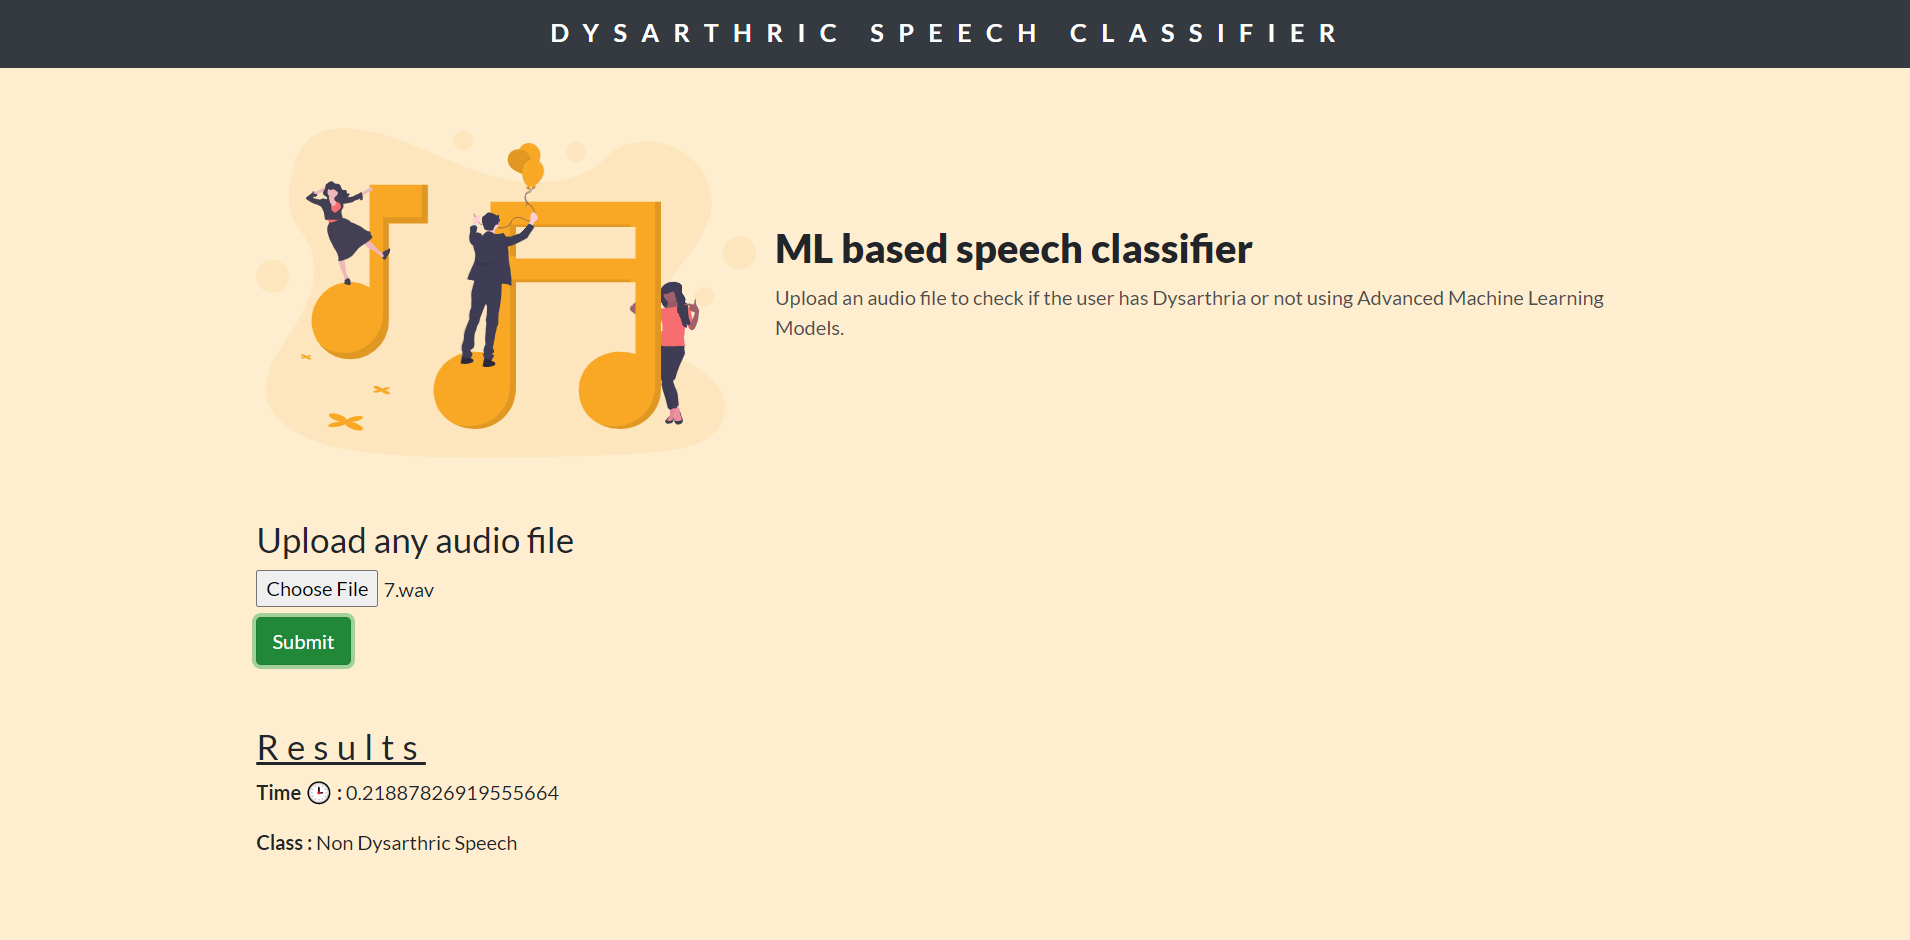 DYSARTHRIC SPEECH CLASSIFIER
ML based speech classifier
Upload an audio file to check if the user has Dysarthria or not using Advanced Machine Learning
Models.
Upload any audio file
Choose File 7.wav
Submit
Results
Time 🕒 : 0.21887826919555664
Class : Non Dysarthric Speech